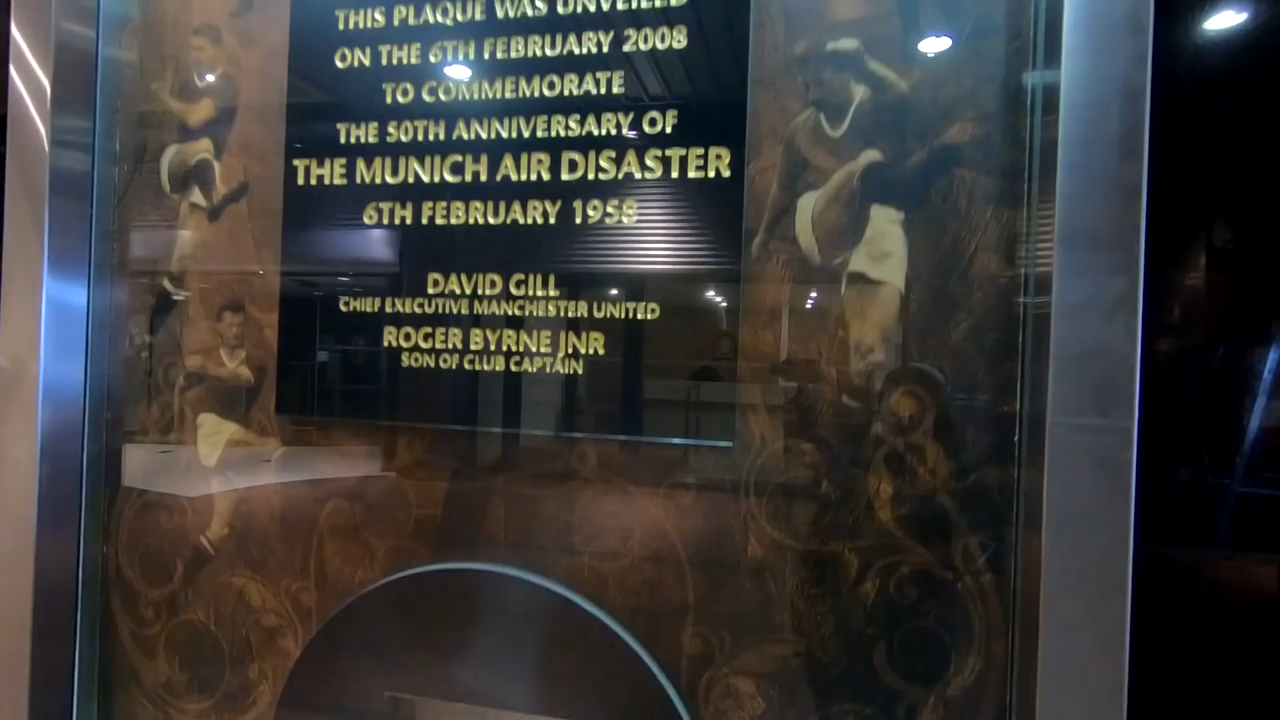 THIS PLAQUE WAS UNVEILED
ON THE 6TH FEBRUARY 2008
TO COMMEMORATE
THE 50TH ANNIVERSARY OF
THE MUNICH AIR DISASTER
6TH FEBRUARY 1958
DAVID GILL
CHIEF EXECUTIVE MANCHESTER UNITED
ROGER BYRNE JNR
SON OF CLUB CAPTAIN